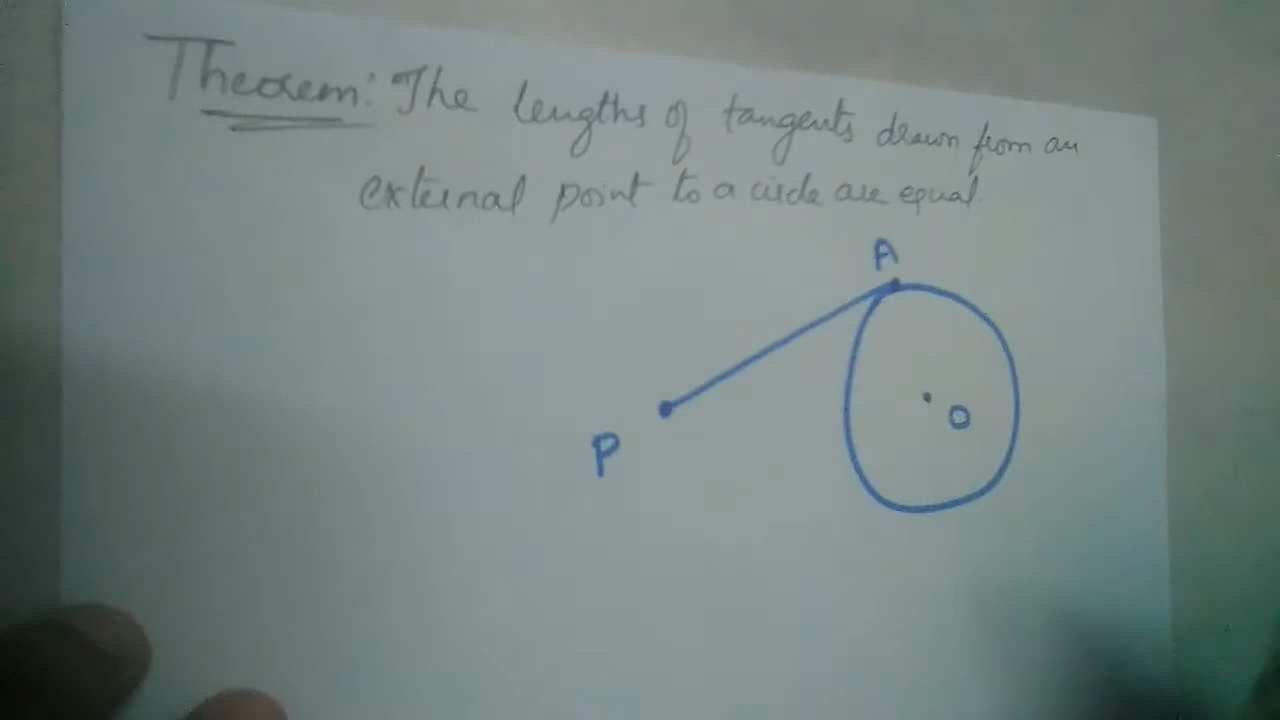 Theorem: The lengths of tangents drawn from an
external point to a circle are equal.
A
O
P